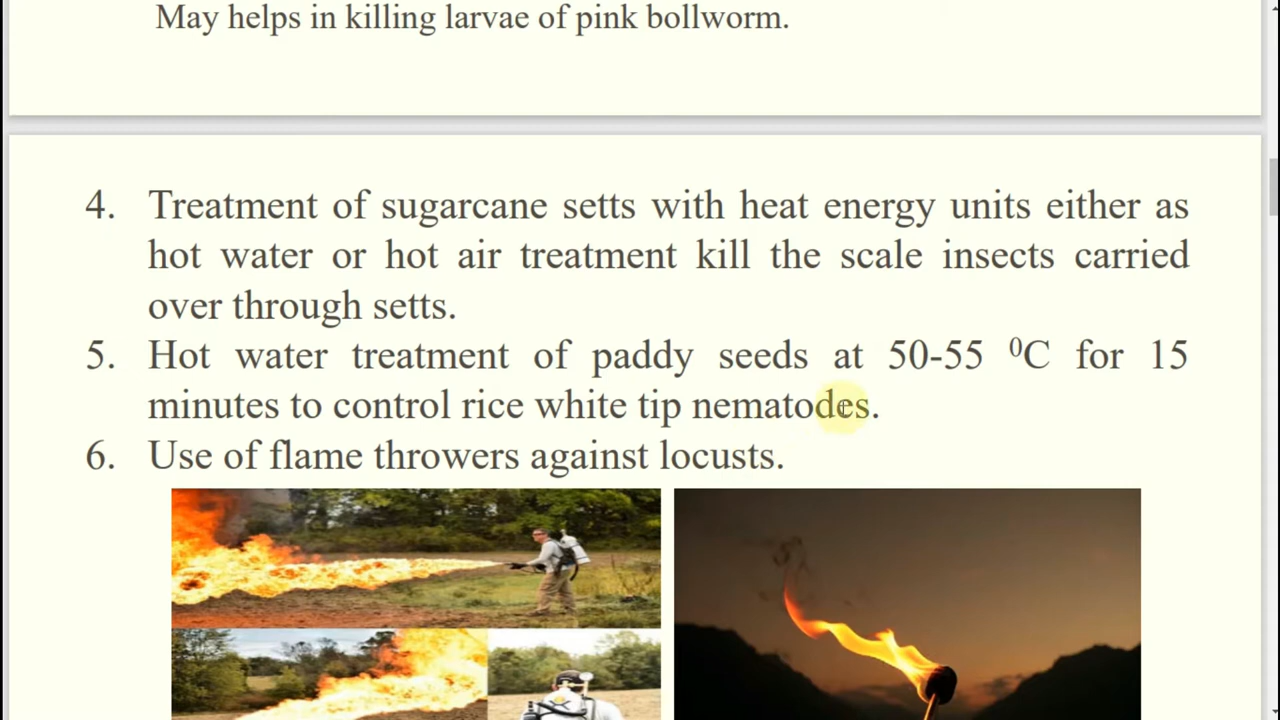 May helps in killing larvae of pink bollworm.
4. Treatment of sugarcane setts with heat energy units either as
hot water or hot air treatment kill the scale insects carried
over through setts.
5. Hot water treatment of paddy seeds at 50-55 ⁰C for 15
minutes to control rice white tip nematodes.
6. Use of flame throwers against locusts.